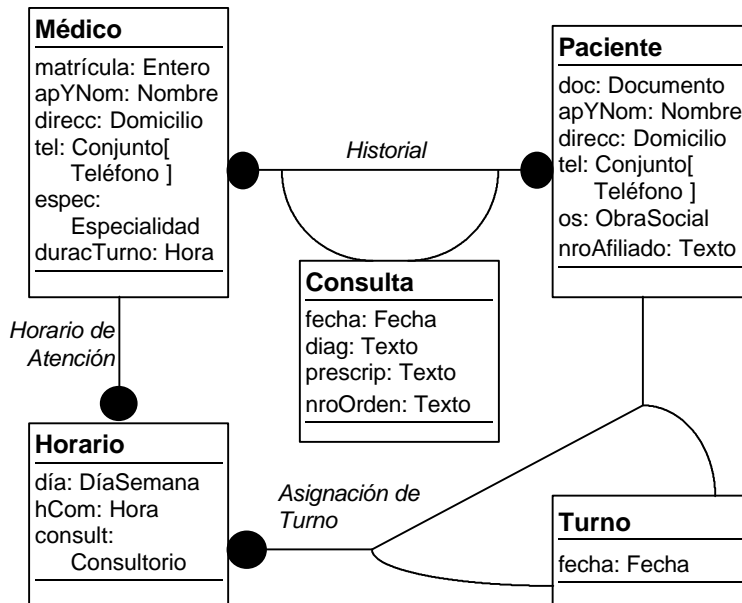 Médico
matrícula: Entero
apYNom: Nombre
direcc: Domicilio
tel: Conjunto[
Teléfono ]
espec:
Especialidad
duracTurno: Hora
Historial
Paciente
doc: Documento
apYNom: Nombre
direcc: Domicilio
tel: Conjunto[
Teléfono ]
os: ObraSocial
nroAfiliado: Texto
Consulta
fecha: Fecha
diag: Texto
prescrip: Texto
nroOrden: Texto
Horario de
Atención
Horario
día: DíaSemana
hCom: Hora
consult:
Consultorio
Asignación de
Turno
Turno
fecha: Fecha